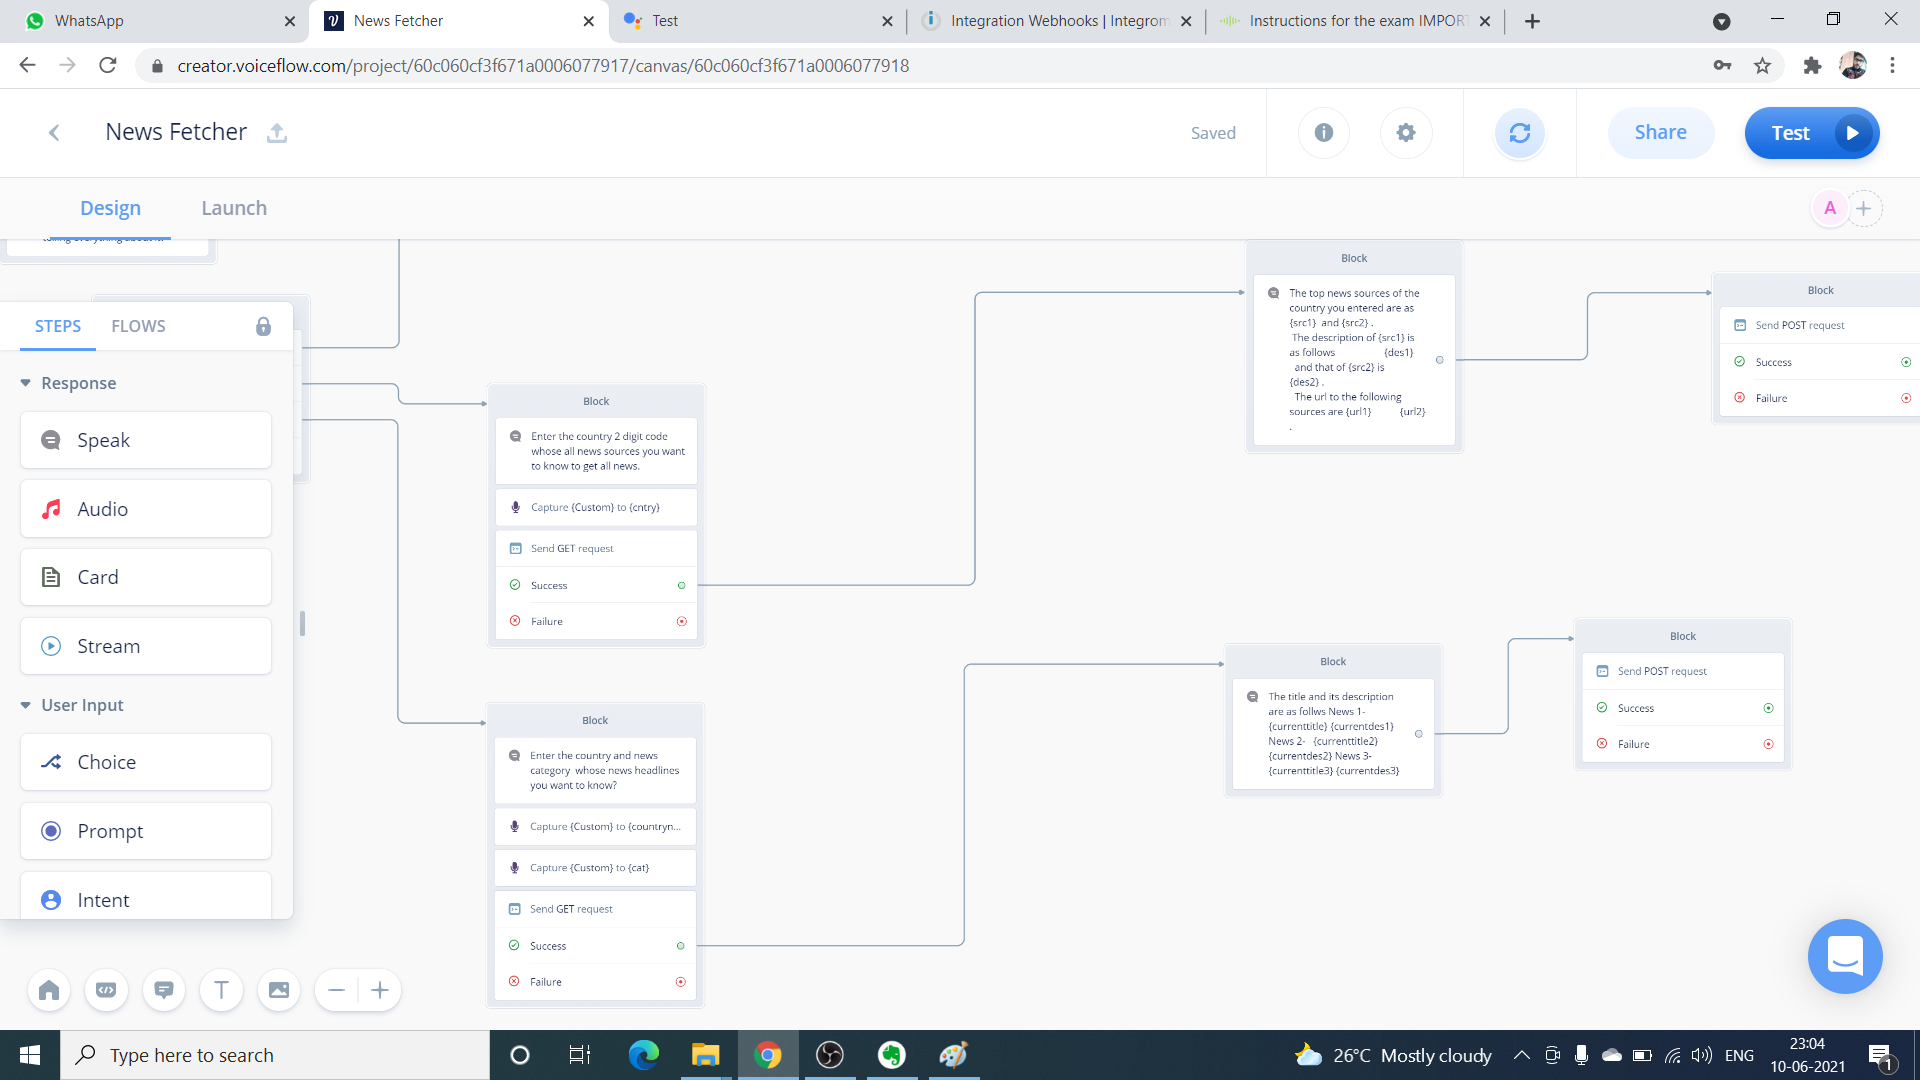 WhatsApp
News Fetcher
Test
Integration Webhooks | Integrom
Instructions for the exam IMPOR
creator.voiceflow.com/project/60c060cf3f671a0006077917/canvas/60c060cf3f671a0006077918
News Fetcher
Saved
Share
Test
Design
Launch
A
STEPS
FLOWS
Response
Speak
Audio
Card
Stream
User Input
Choice
Prompt
Intent
Block
Enter the country 2 digit code
whose all news sources you want
to know to get all news.
Capture {Custom} to {cntry}
Send GET request
Success
Failure
Block
Enter the country and news
category whose news headlines
you want to know?
Capture {Custom} to {countryn...
Capture {Custom} to {cat}
Send GET request
Success
Failure
Block
The top news sources of the
country you entered are as
{src1} and {src2} .
The description of {src1} is
as follows {des1}
and that of {src2} is
{des2} .
The url to the following
sources are {url1} {url2}
.
Block
Send POST request
Success
Failure
Block
The title and its description
are as follws News 1-
{currenttitle} {currentdes1}
News 2- {currenttitle2}
{currentdes2} News 3-
{currenttitle3} {currentdes3}
Block
Send POST request
Success
Failure
T
Type here to search
26°C Mostly cloudy
ENG
23:04
10-06-2021
1